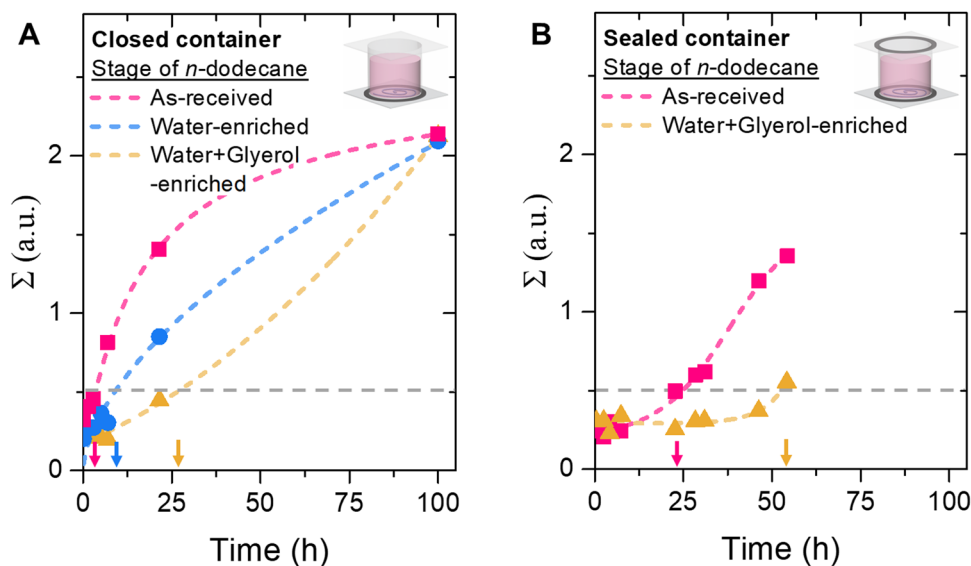 A
Closed container
Stage of n-dodecane
As-received
Water-enriched
Water+Glyerol
-enriched
Σ (a.u.)
2
1
0
0
25
50
75
100
Time (h)
B
Sealed container
Stage of n-dodecane
As-received
Water+Glyerol-enriched
Σ (a.u.)
2
1
0
0
25
50
75
100
Time (h)